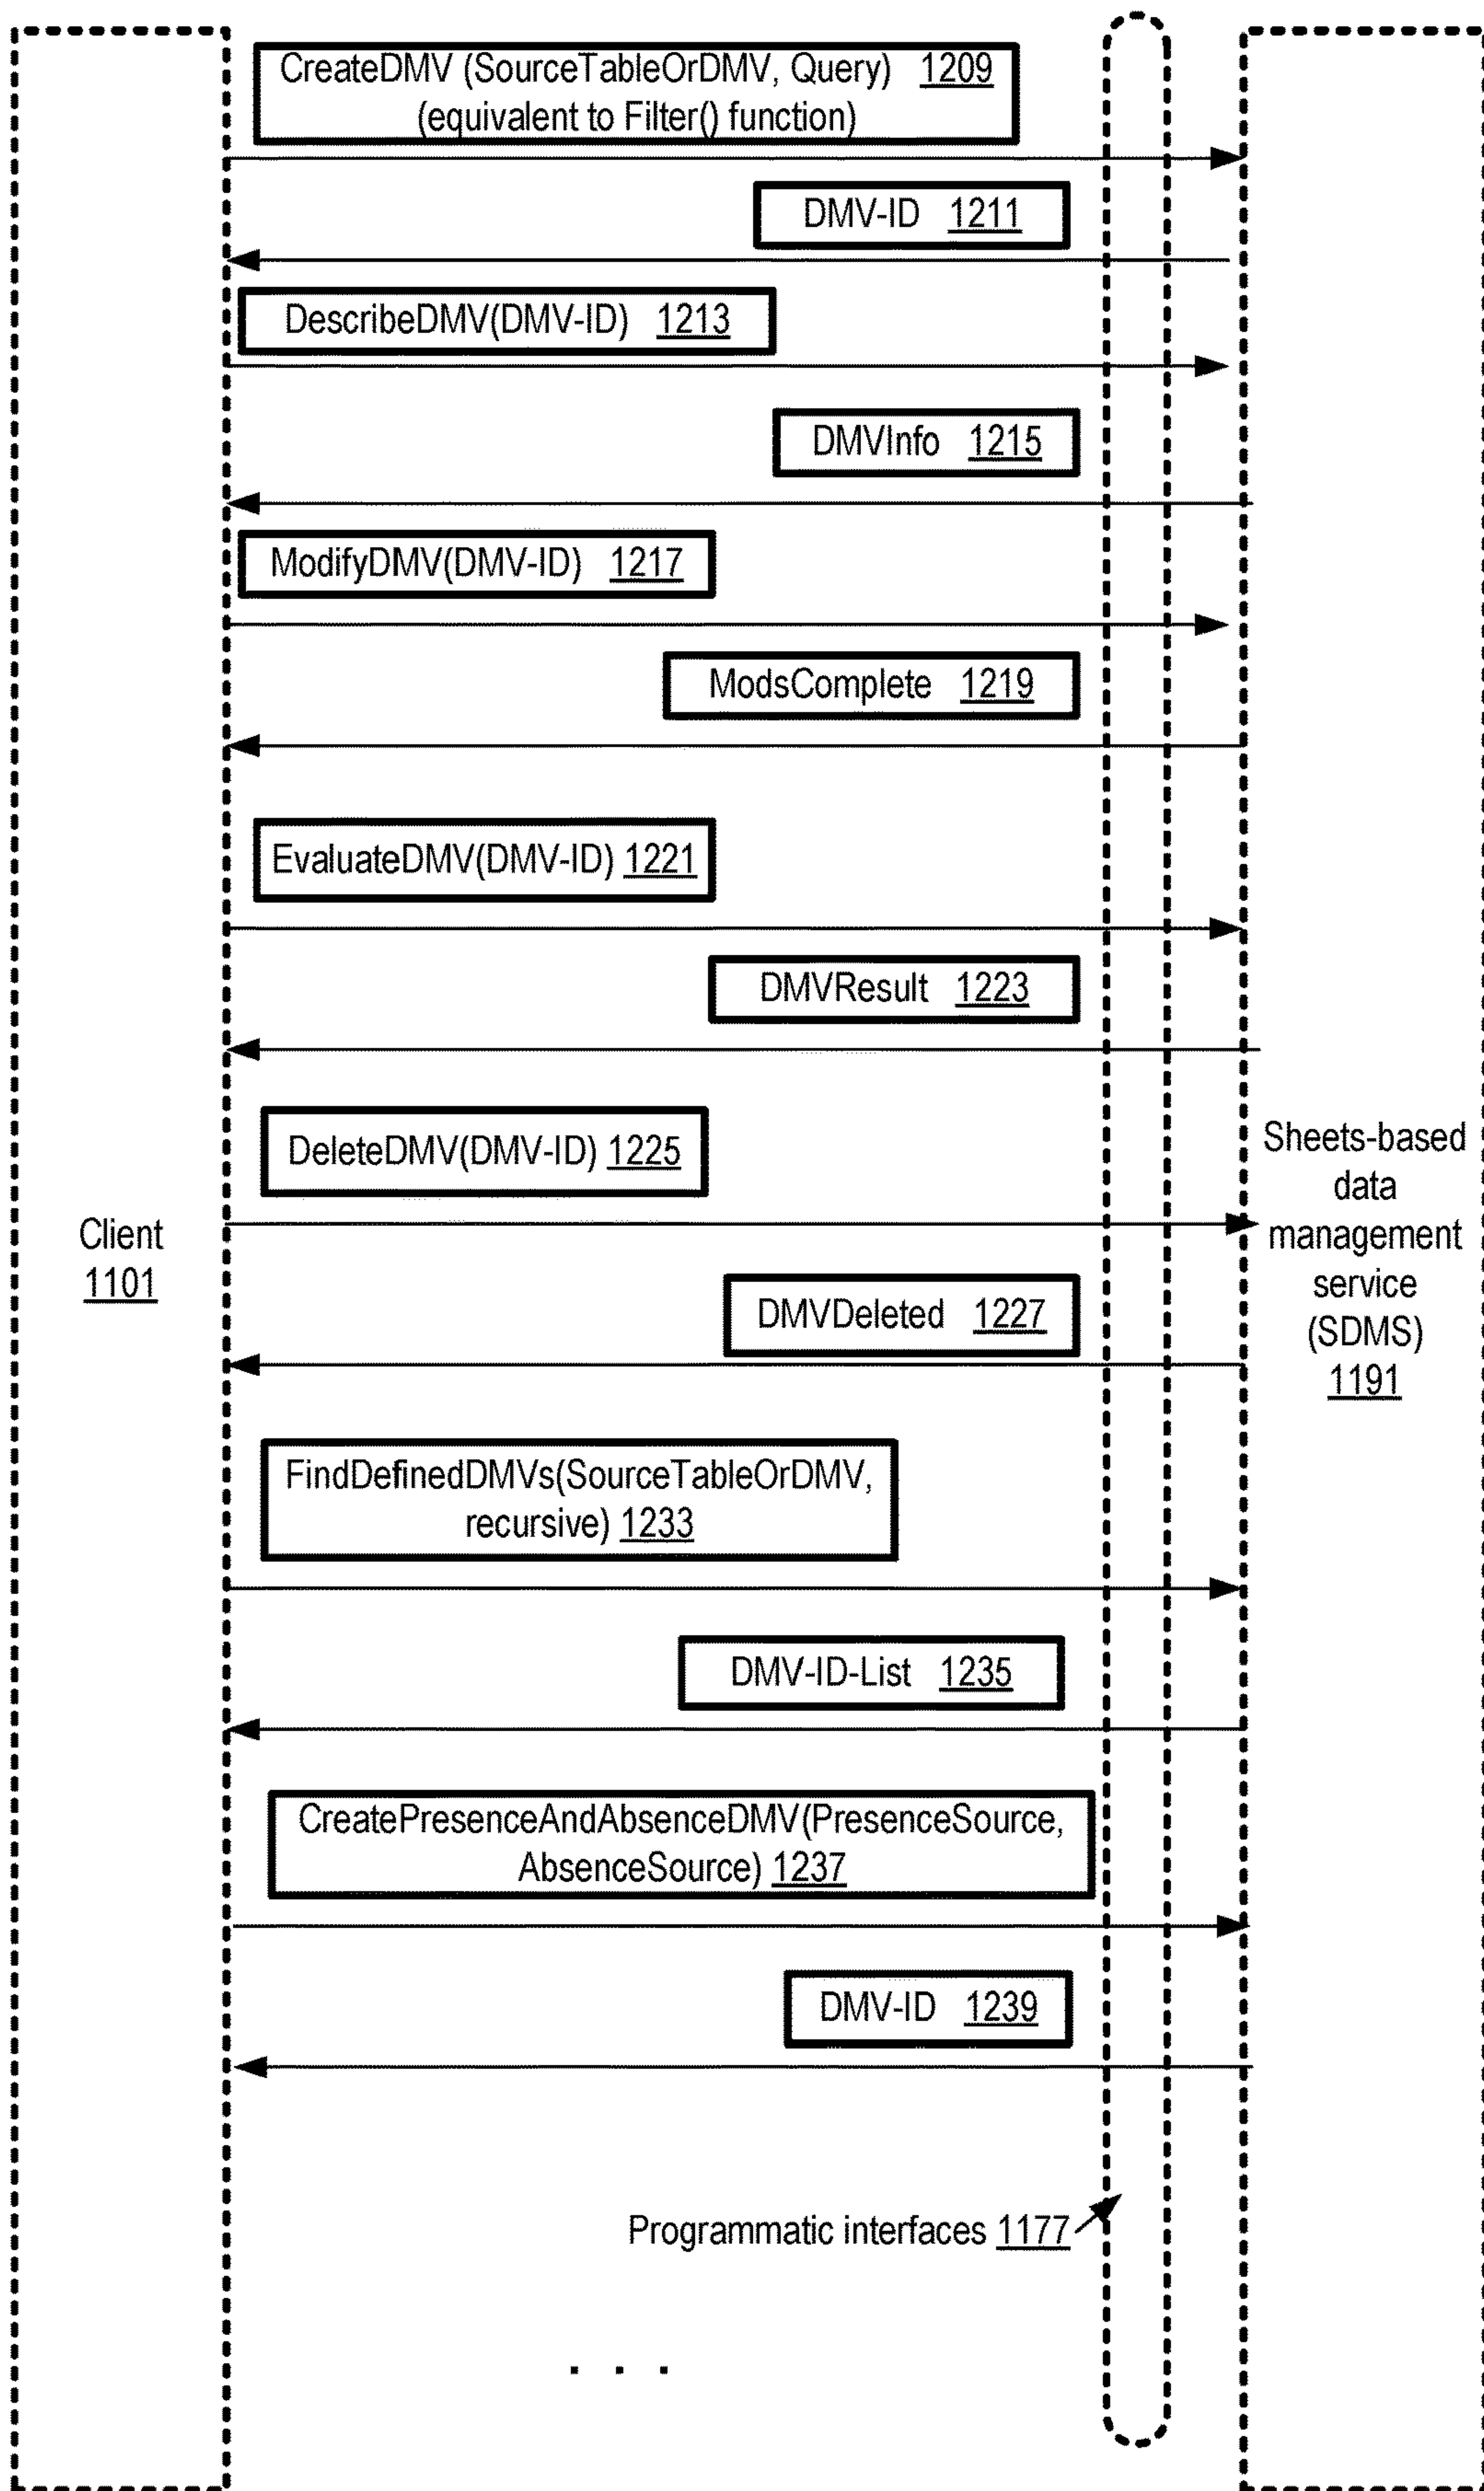 CreateDMV (SourceTableOrDMV, Query) 1209
(equivalent to Filter() function)
DMV-ID 1211
DescribeDMV(DMV-ID) 1213
DMVInfo 1215
ModifyDMV(DMV-ID) 1217
ModsComplete 1219
EvaluateDMV(DMV-ID) 1221
DMVResult 1223
DeleteDMV(DMV-ID) 1225
Client
1101
Sheets-based
data
management
service
(SDMS)
1191
DMVDeleted 1227
FindDefinedDMVs(SourceTableOrDMV,
recursive) 1233
DMV-ID-List 1235
CreatePresenceAndAbsenceDMV(PresenceSource,
AbsenceSource) 1237
DMV-ID 1239
Programmatic interfaces 1177
. . .